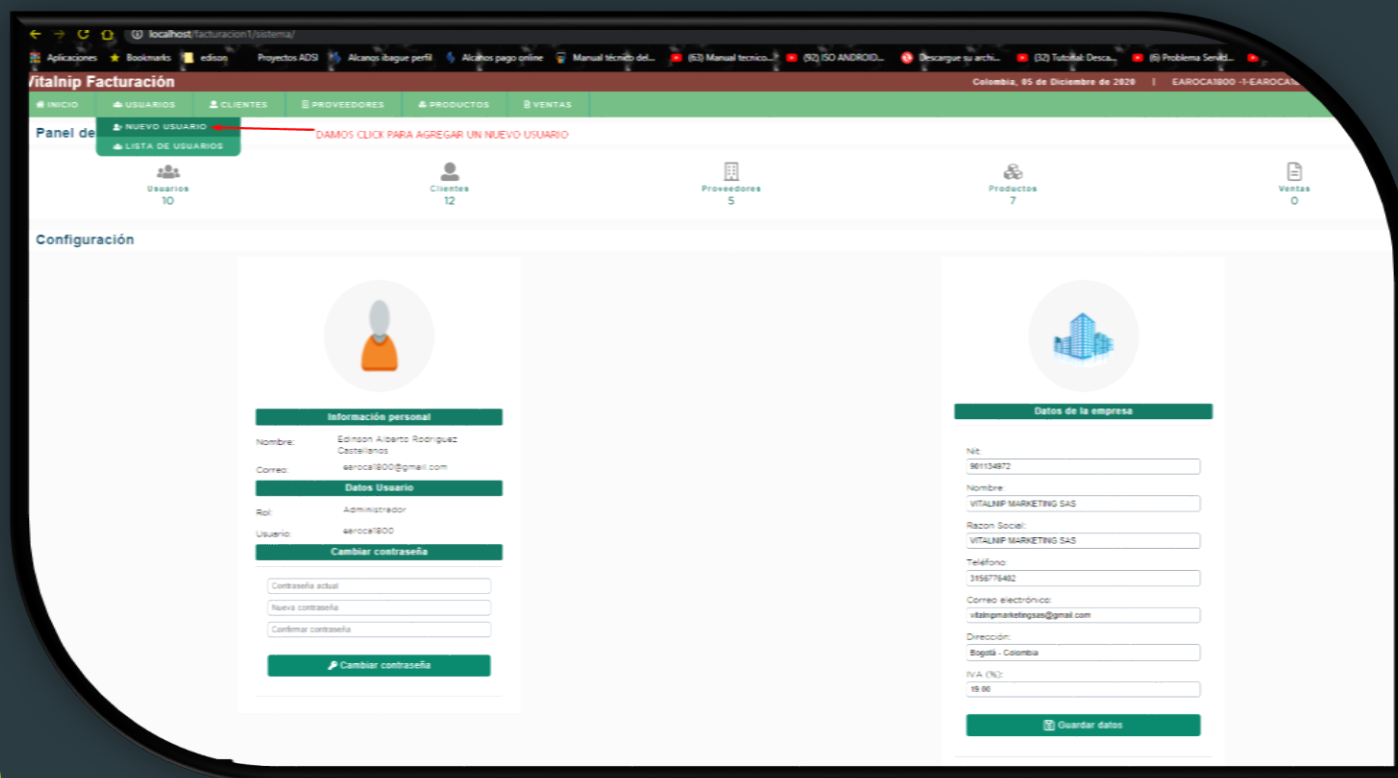 localhost/facturacion1/sistema/
Aplicaciones Bookmarks edison Proyectos ADSI Alcanos ibague perfil Alcanos pago online Manual técnico del... (63) Manual tecnico... (92) ISO ANDROID... Descargue su archi... (32) Tutorial: Desca... (6) Problema Servid...
Vitalnip Facturación Colombia, 05 de Diciembre de 2020 | EAROCA1800 -1-EAROCA18
INICIO USUARIOS CLIENTES PROVEEDORES PRODUCTOS VENTAS
NUEVO USUARIO
DAMOS CLICK PARA AGREGAR UN NUEVO USUARIO
Panel de
LISTA DE USUARIOS
Usuarios Clientes Proveedores Productos Ventas
10 12 5 7 0
Configuración
Información personal
Nombre: Edinson Alberto Rodriguez
Castellanos
Correo: earoca1800@gmail.com
Datos Usuario
Rol: Administrador
Usuario: earoca1800
Cambiar contraseña
Contraseña actual
Nueva contraseña
Confirmar contraseña
Cambiar contraseña
Datos de la empresa
Nit:
901134972
Nombre:
VITALNIP MARKETING SAS
Razon Social:
VITALNIP MARKETING SAS
Teléfono:
3156776402
Correo electrónico:
vitalnipmarketingsas@gmail.com
Dirección:
Bogotá - Colombia
IVA (%):
19.00
Guardar datos